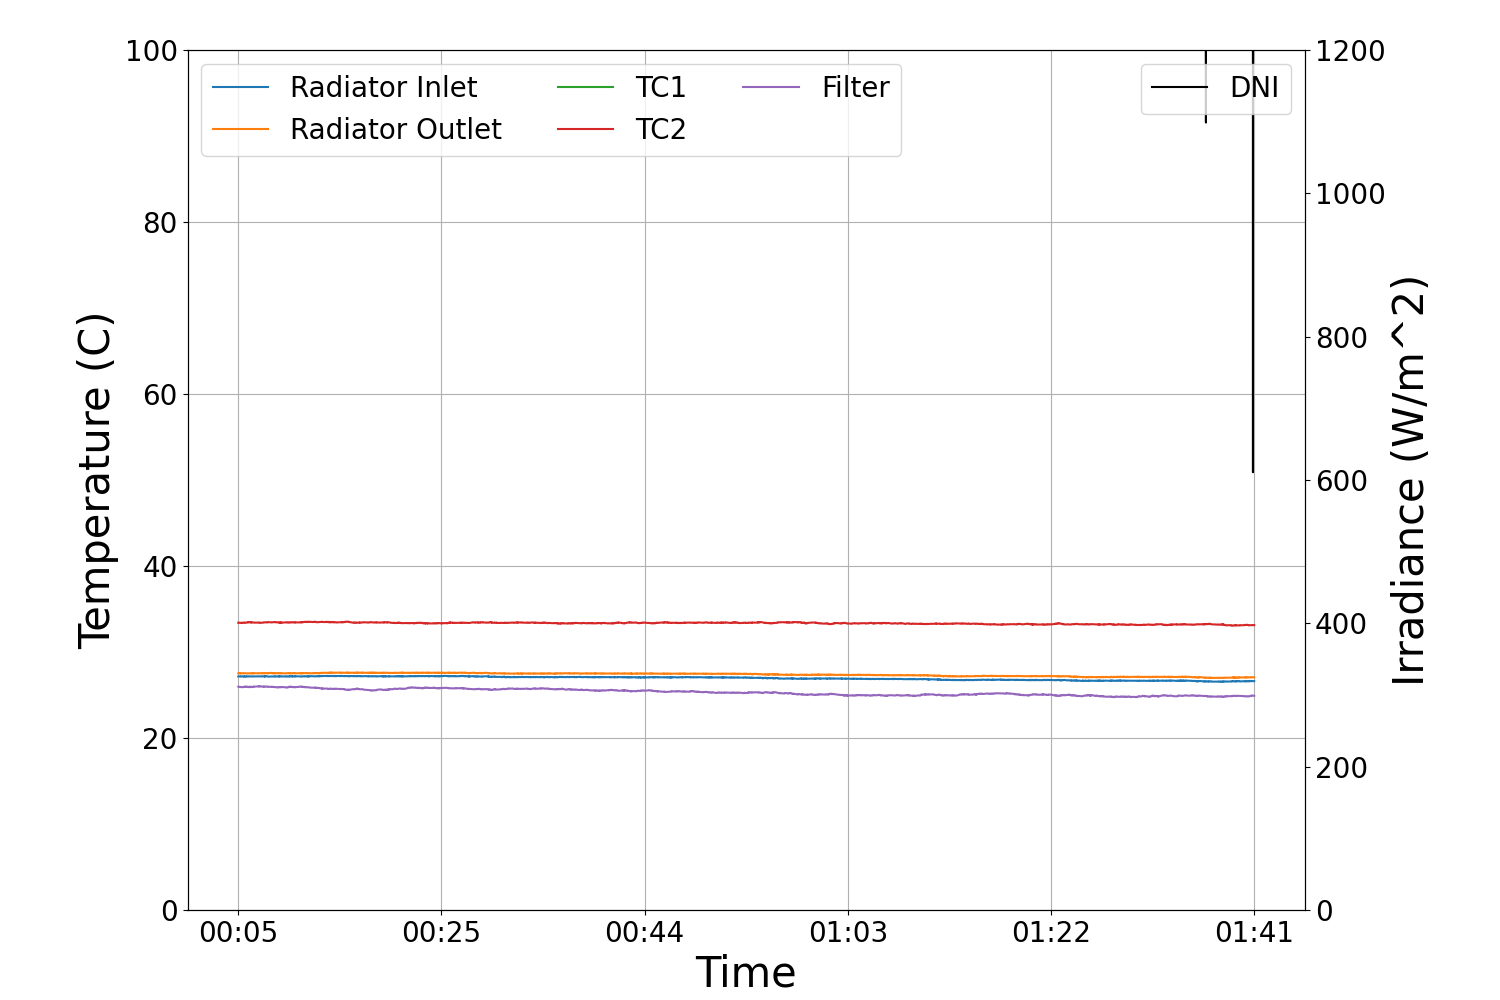 100
80
60
40
20
0
Temperature (C)
Radiator Inlet
Radiator Outlet
TC1
TC2
Filter
DNI
1200
1000
800
600
400
200
0
Irradiance (W/m^2)
00:05 00:25 00:44 01:03 01:22 01:41
Time